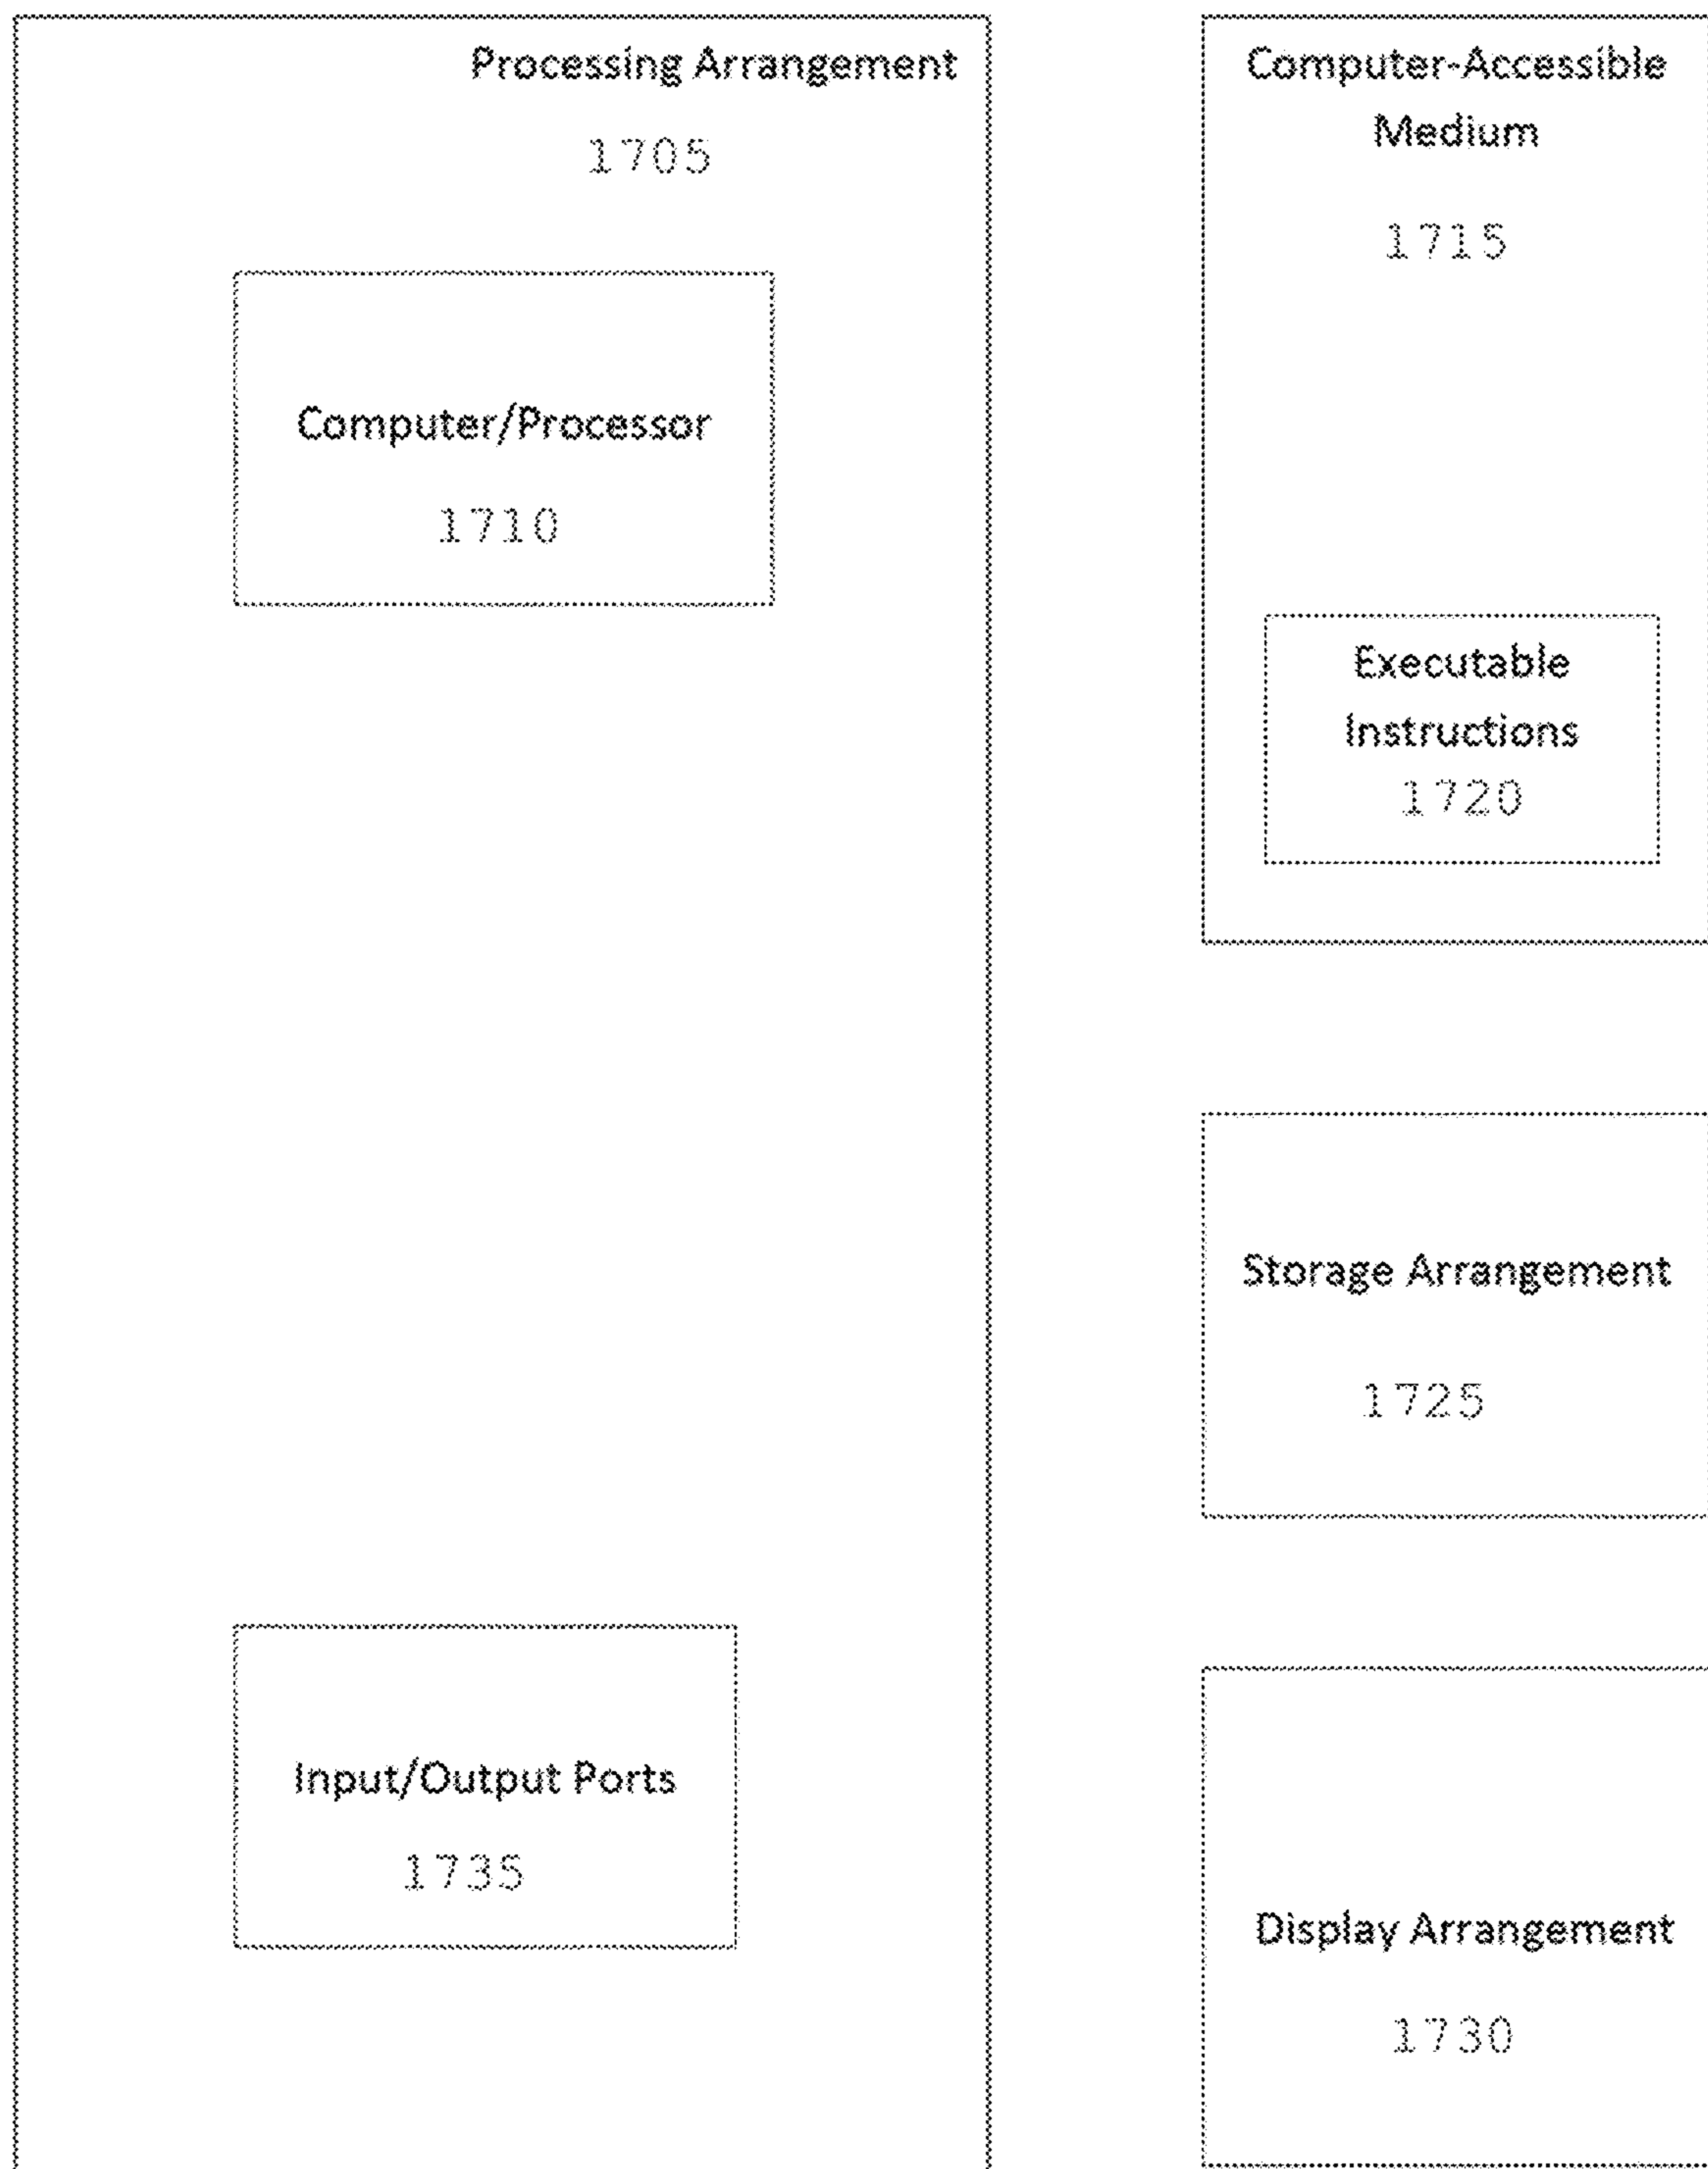 Processing Arrangement
1705
Computer/Processor
1710
Input/Output Ports
1735
Computer-Accessible
Medium
1715
Executable
Instructions
1720
Storage Arrangement
1725
Display Arrangement
1730